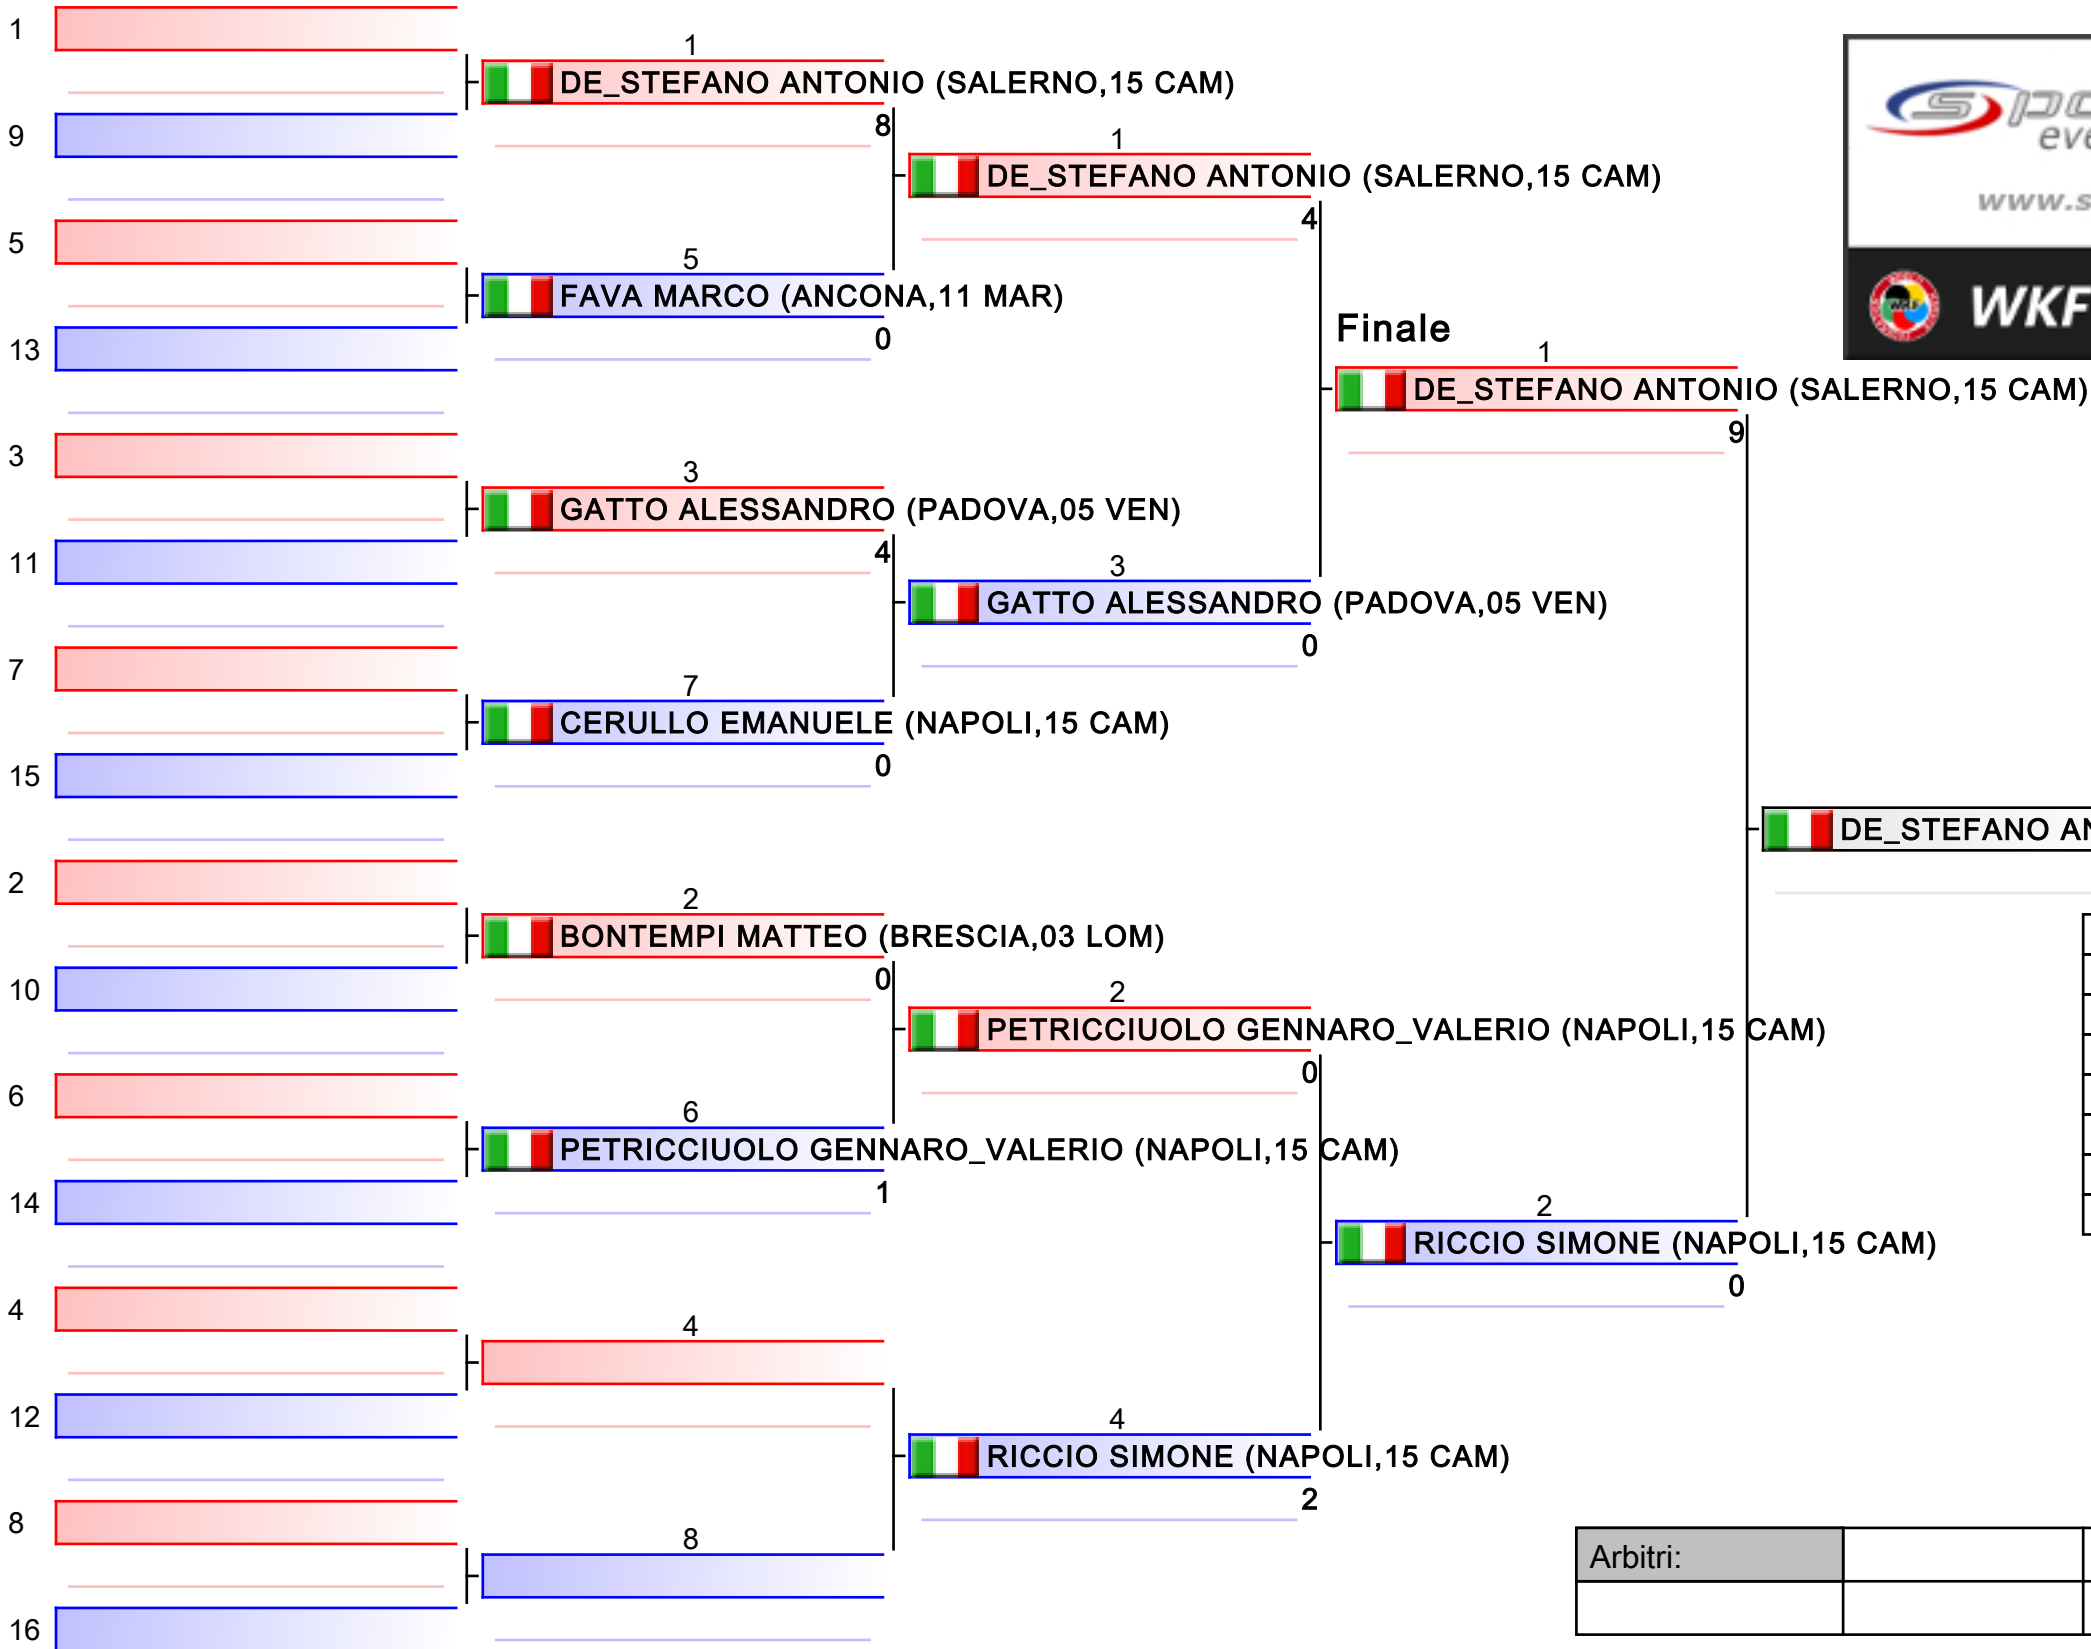 1
9
5
13
3
11
7
15
2
10
6
14
4
12
8
16
1
DE_STEFANO ANTONIO (SALERNO,15 CAM)
8
5
FAVA MARCO (ANCONA,11 MAR)
0
3
GATTO ALESSANDRO (PADOVA,05 VEN)
4
7
CERULLO EMANUELE (NAPOLI,15 CAM)
0
2
BONTEMPI MATTEO (BRESCIA,03 LOM)
0
6
PETRICCIUOLO GENNARO_VALERIO (NAPOLI,15 CAM)
1
4
8
1
DE_STEFANO ANTONIO (SALERNO,15 CAM)
4
3
GATTO ALESSANDRO (PADOVA,05 VEN)
0
2
PETRICCIUOLO GENNARO_VALERIO (NAPOLI,15 CAM)
0
4
RICCIO SIMONE (NAPOLI,15 CAM)
2
Finale
1
DE_STEFANO ANTONIO (SALERNO,15 CAM)
9
2
RICCIO SIMONE (NAPOLI,15 CAM)
0
DE_STEFANO
www.s
WKF
Arbitri: